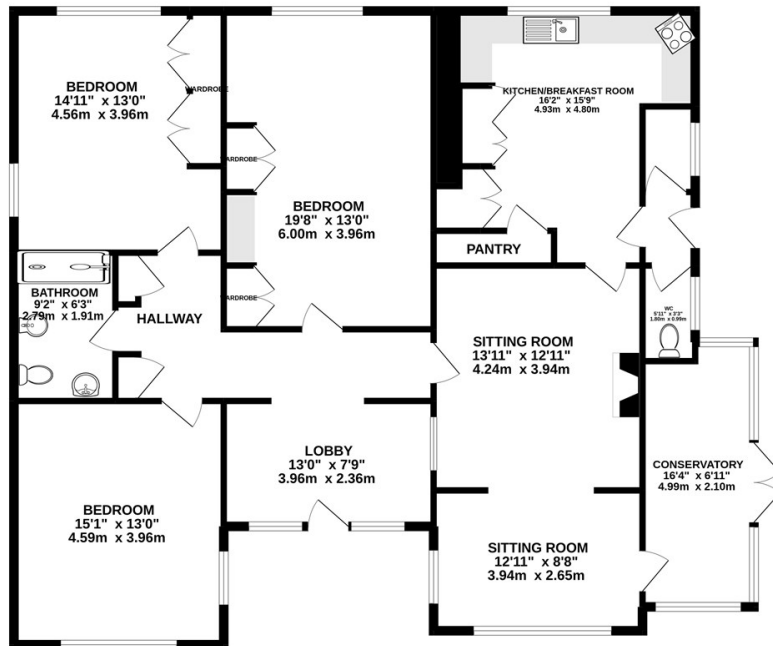 BEDROOM
14'11" x 13'0"
4.56m x 3.96m
WARDROBE
BEDROOM
19'8" x 13'0"
6.00m x 3.96m
WARDROBE
WARDROBE
KITCHEN/BREAKFAST ROOM
16'2" x 15'9"
4.93m x 4.80m
PANTRY
BATHROOM
9'2" x 6'3"
2.79m x 1.91m
HALLWAY
SITTING ROOM
13'11" x 12'11"
4.24m x 3.94m
WC
5'11" x 3'3"
1.80m x 0.99m
LOBBY
13'0" x 7'9"
3.96m x 2.36m
CONSERVATORY
16'4" x 6'11"
4.99m x 2.10m
BEDROOM
15'1" x 13'0"
4.59m x 3.96m
SITTING ROOM
12'11" x 8'8"
3.94m x 2.65m